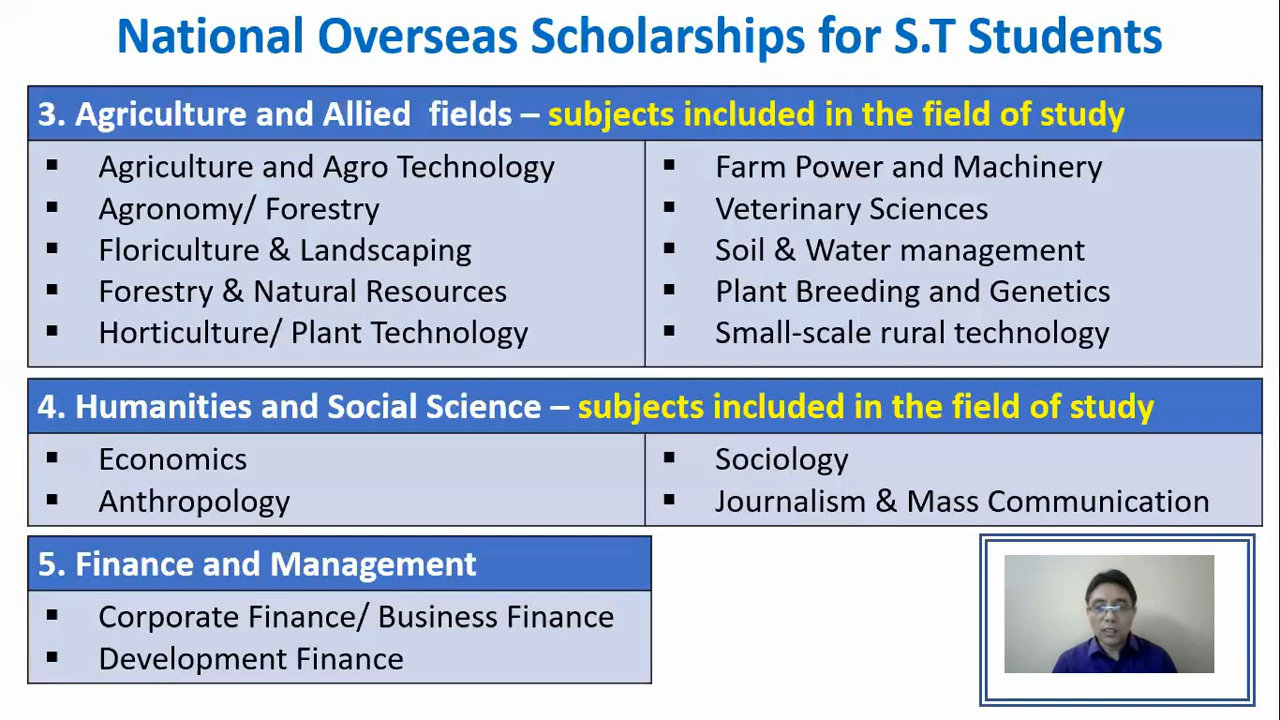 National Overseas Scholarships for S.T Students
3. Agriculture and Allied fields – subjects included in the field of study
Agriculture and Agro Technology
Agronomy/ Forestry
Floriculture & Landscaping
Forestry & Natural Resources
Horticulture/ Plant Technology
Farm Power and Machinery
Veterinary Sciences
Soil & Water management
Plant Breeding and Genetics
Small-scale rural technology
4. Humanities and Social Science – subjects included in the field of study
Economics
Anthropology
Sociology
Journalism & Mass Communication
5. Finance and Management
Corporate Finance/ Business Finance
Development Finance